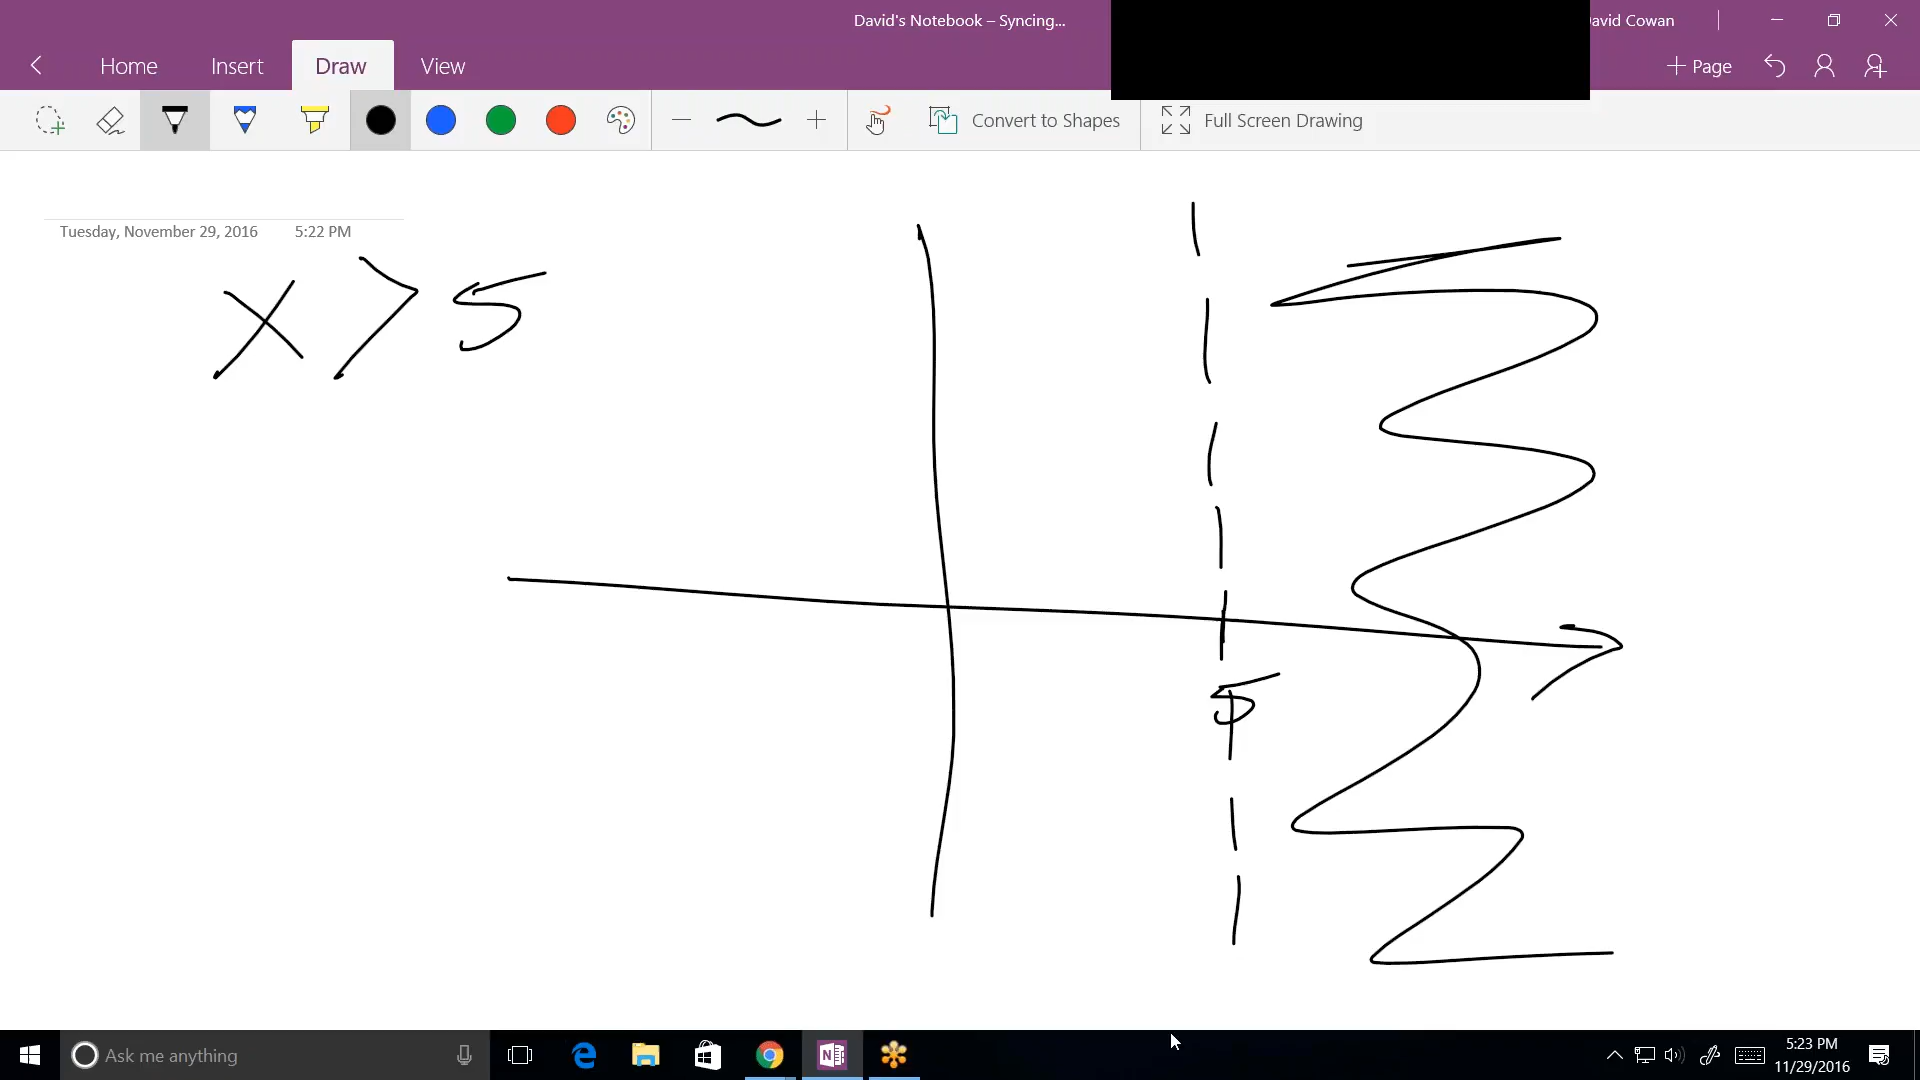 David's Notebook – Syncing...
avid Cowan
Home Insert Draw View
Page
Convert to Shapes
Full Screen Drawing
Tuesday, November 29, 2016 5:22 PM
x > 5
5
Ask me anything
5:23 PM
11/29/2016